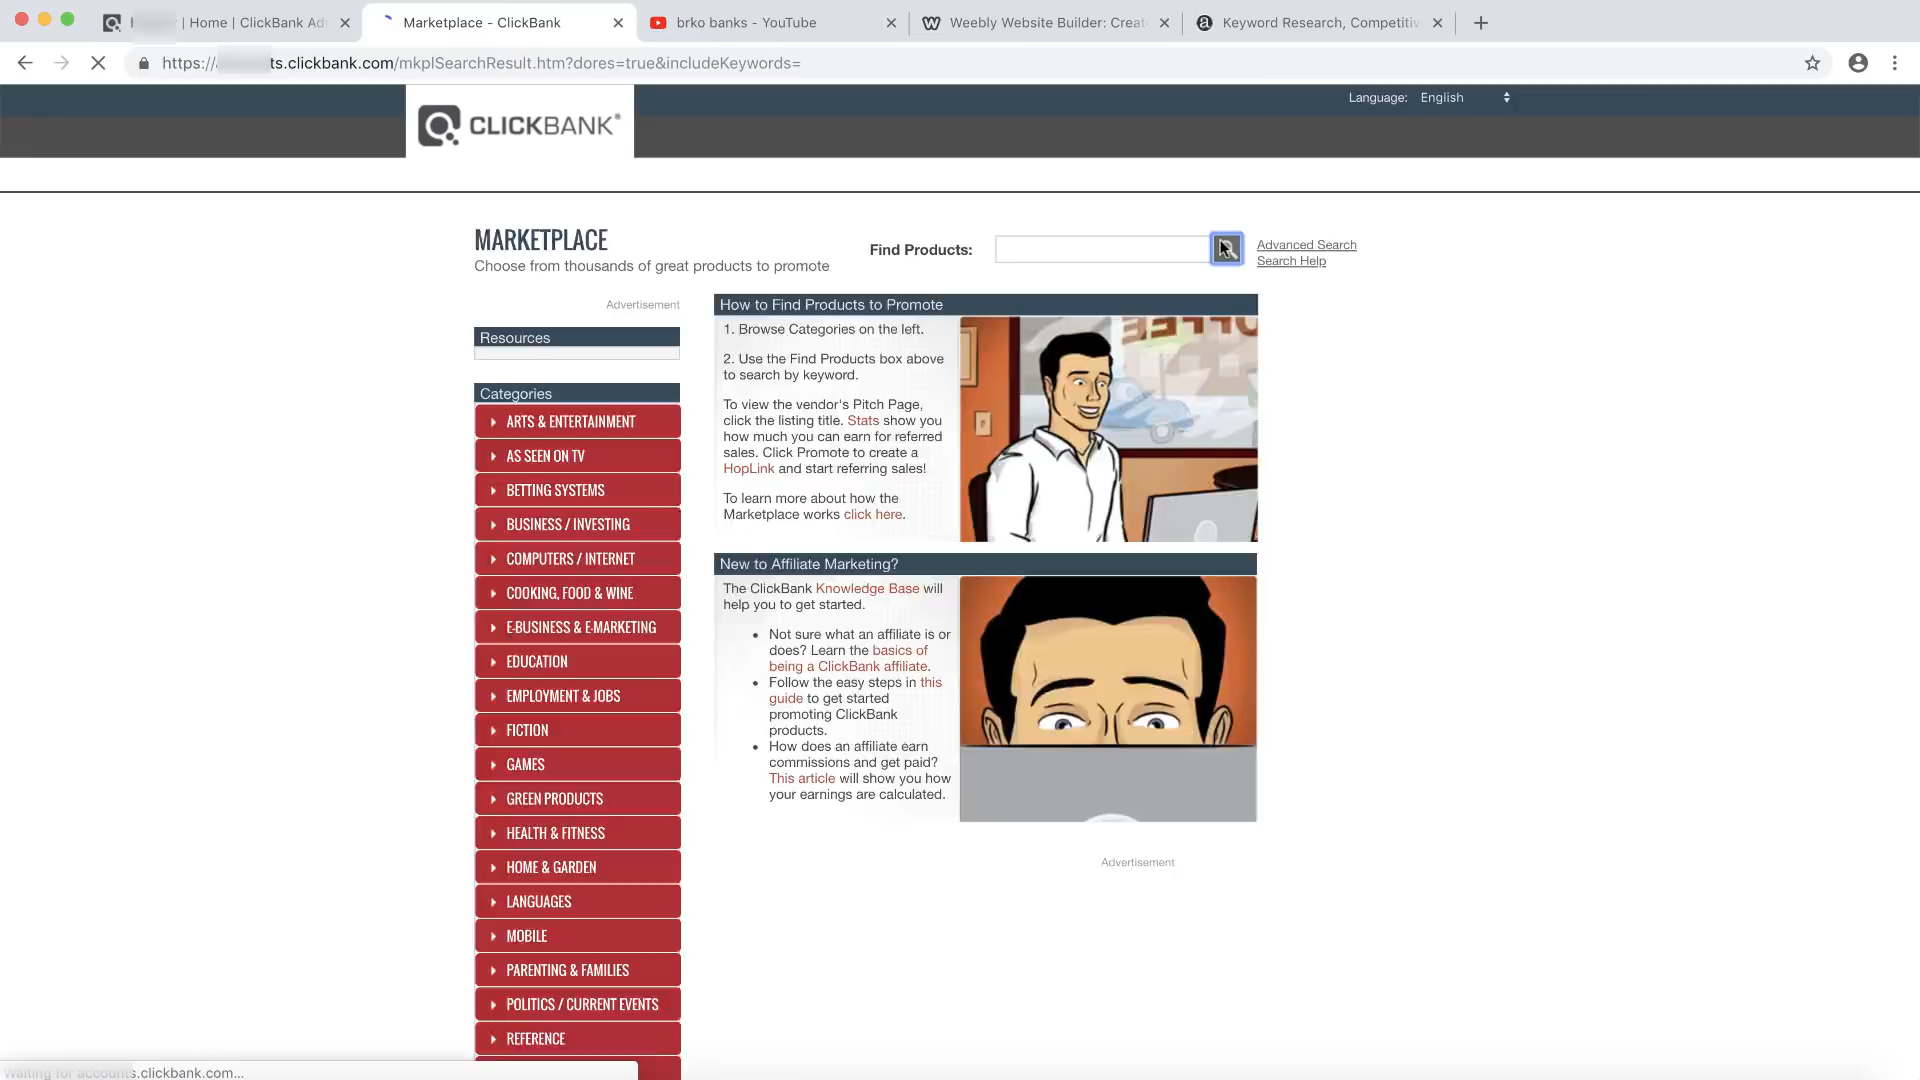 | Home | ClickBank Ad
Marketplace - ClickBank
brko banks - YouTube
Weebly Website Builder: Creat
Keyword Research, Competitiv
https:// ts.clickbank.com/mkplSearchResult.htm?dores=true&includeKeywords=
Language: English
CLICKBANK®
MARKETPLACE
Choose from thousands of great products to promote
Find Products:
Advanced Search
Search Help
Advertisement
Resources
Categories
ARTS & ENTERTAINMENT
AS SEEN ON TV
BETTING SYSTEMS
BUSINESS / INVESTING
COMPUTERS / INTERNET
COOKING, FOOD & WINE
E-BUSINESS & E-MARKETING
EDUCATION
EMPLOYMENT & JOBS
FICTION
GAMES
GREEN PRODUCTS
HEALTH & FITNESS
HOME & GARDEN
LANGUAGES
MOBILE
PARENTING & FAMILIES
POLITICS / CURRENT EVENTS
REFERENCE
How to Find Products to Promote
1. Browse Categories on the left.
2. Use the Find Products box above
to search by keyword.
To view the vendor's Pitch Page,
click the listing title. Stats show you
how much you can earn for referred
sales. Click Promote to create a
HopLink and start referring sales!
To learn more about how the
Marketplace works click here.
New to Affiliate Marketing?
The ClickBank Knowledge Base will
help you to get started.
Not sure what an affiliate is or
does? Learn the basics of
being a ClickBank affiliate.
Follow the easy steps in this
guide to get started
promoting ClickBank
products.
How does an affiliate earn
commissions and get paid?
This article will show you how
your earnings are calculated.
Advertisement
Waiting for accounts.clickbank.com...